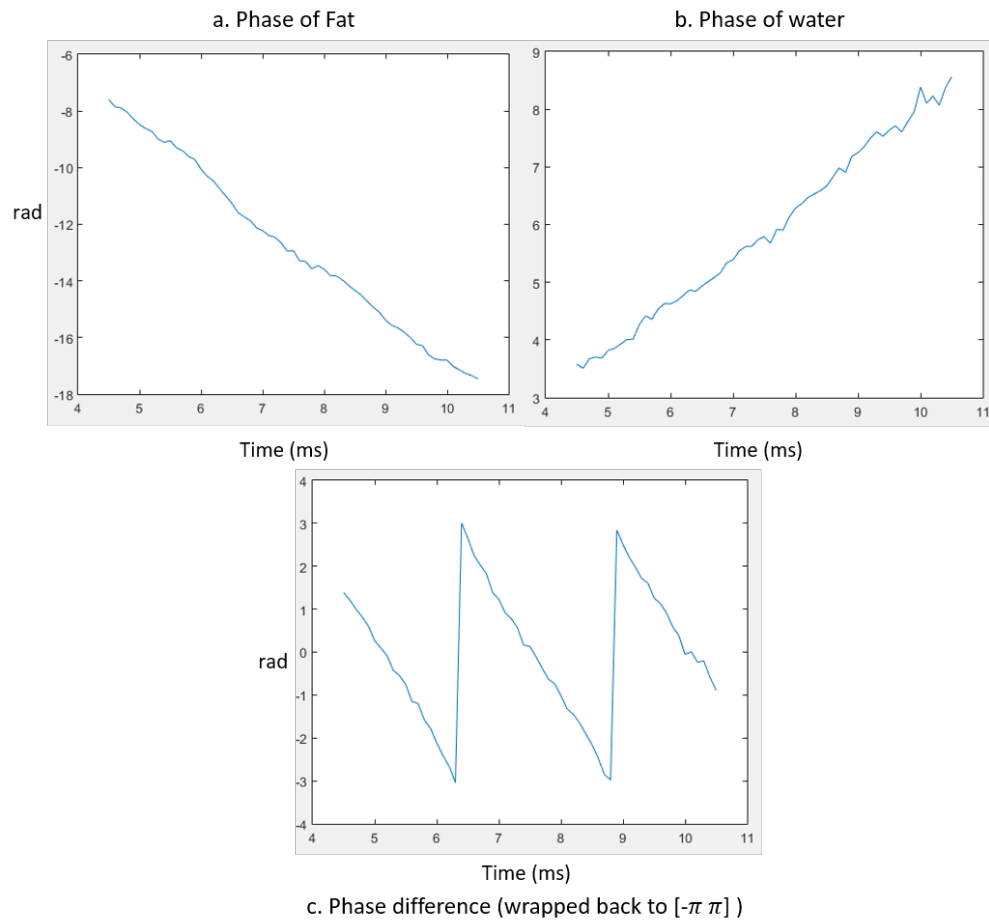 a. Phase of Fat
b. Phase of water
-6
-8
-10
-12
-14
-16
-18
rad
4 5 6 7 8 9 10 11
9
8
7
6
5
4
3
4 5 6 7 8 9 10 11
Time (ms)
Time (ms)
4
3
2
1
0
-1
-2
-3
-4
rad
4 5 6 7 8 9 10 11
Time (ms)
c. Phase difference (wrapped back to [-π π] )